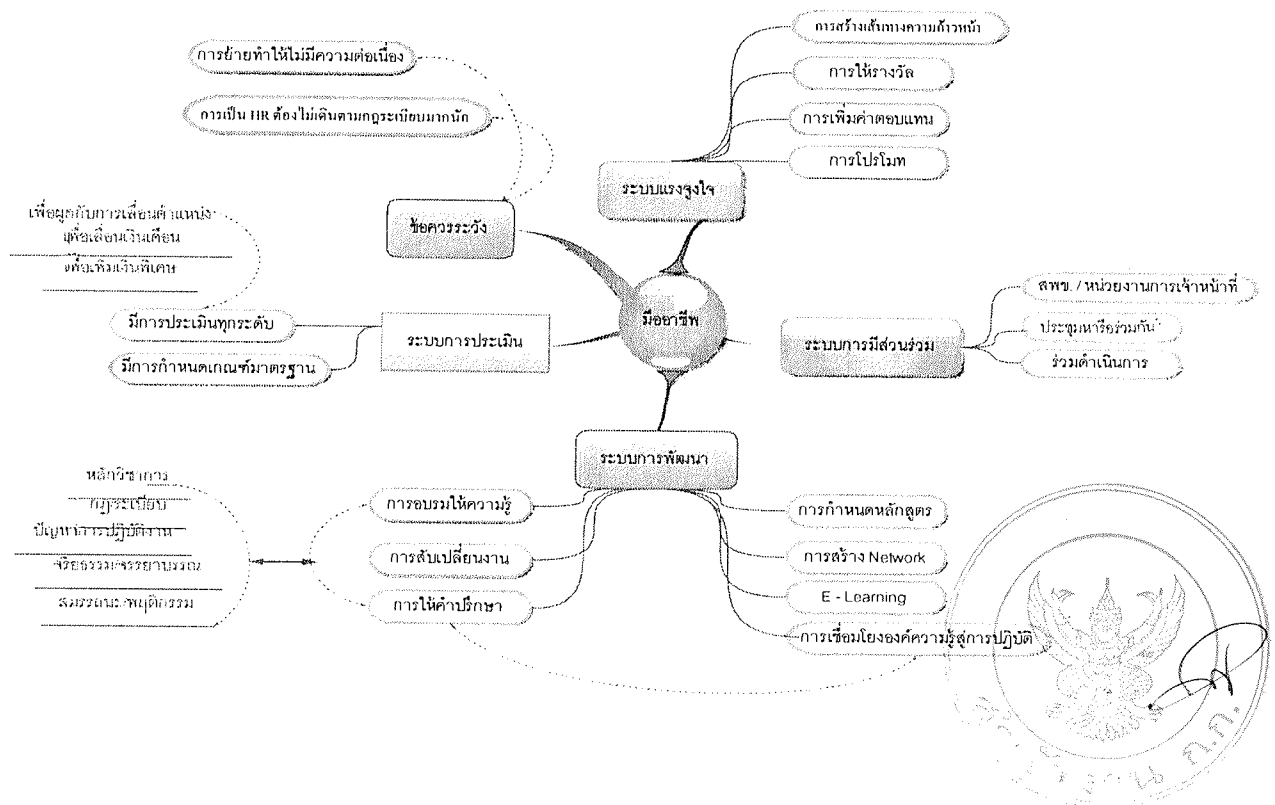 การสร้างเส้นทางความก้าวหน้า
การให้รางวัล
การเพิ่มค่าตอบแทน
การโปรโมท
ระบบแรงจูงใจ
การย้ายทำให้ไม่มีความต่อเนื่อง
การเป็น HR ต้องไม่เดินตามกฎระเบียบมากนัก
ข้อควรระวัง
เพื่อผูกกับการเลื่อนตำแหน่ง
เพื่อเลื่อนเงินเดือน
เพื่อเพิ่มเงินพิเศษ
มีการประเมินทุกระดับ
มีการกำหนดเกณฑ์มาตรฐาน
ระบบการประเมิน
มืออาชีพ
ระบบการมีส่วนร่วม
สพข. / หน่วยงานการเจ้าหน้าที่
ประชุมหารือร่วมกัน
ร่วมดำเนินการ
ระบบการพัฒนา
หลักวิชาการ
กฎระเบียบ
ปัญหาการปฏิบัติงาน
จริยธรรม/จรรยาบรรณ
สมรรถนะ/พฤติกรรม
การอบรมให้ความรู้
การสับเปลี่ยนงาน
การให้คำปรึกษา
การกำหนดหลักสูตร
การสร้าง Network
E - Learning
การเชื่อมโยงองค์ความรู้สู่การปฏิบัติ
ก.ก.